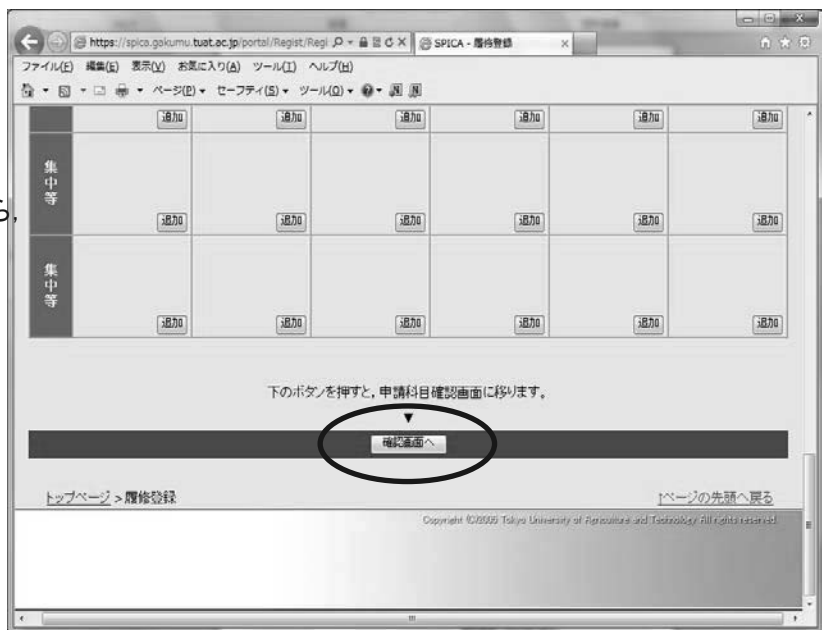 https://spica.gakumu.tuat.ac.jp/portal/Regist/Regi
SPICA - 履修登録
ファイル(F) 編集(E) 表示(V) お気に入り(A) ツール(T) ヘルプ(H)
ページ(P) セーフティ(S) ツール(O)
追加 追加 追加 追加 追加 追加
集中等
追加 追加 追加 追加 追加 追加
集中等
追加 追加 追加 追加 追加 追加
ら,
下のボタンを押すと, 申請科目確認画面に移ります。
▼
確認画面へ
トップページ > 履修登録
↑ページの先頭へ戻る
Copyright (C)2005 Tokyo University of Agriculture and Technology All rights reserved.